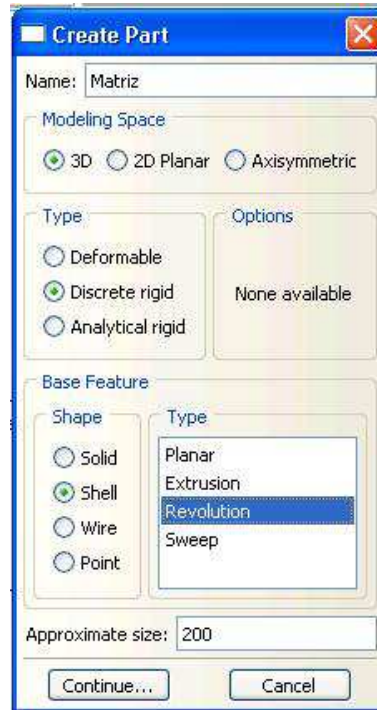 Create Part
Name: Matriz
Modeling Space
3D 2D Planar Axisymmetric
Type
Deformable
Discrete rigid
Analytical rigid
Options
None available
Base Feature
Shape
Solid
Shell
Wire
Point
Type
Planar
Extrusion
Revolution
Sweep
Approximate size: 200
Continue... Cancel